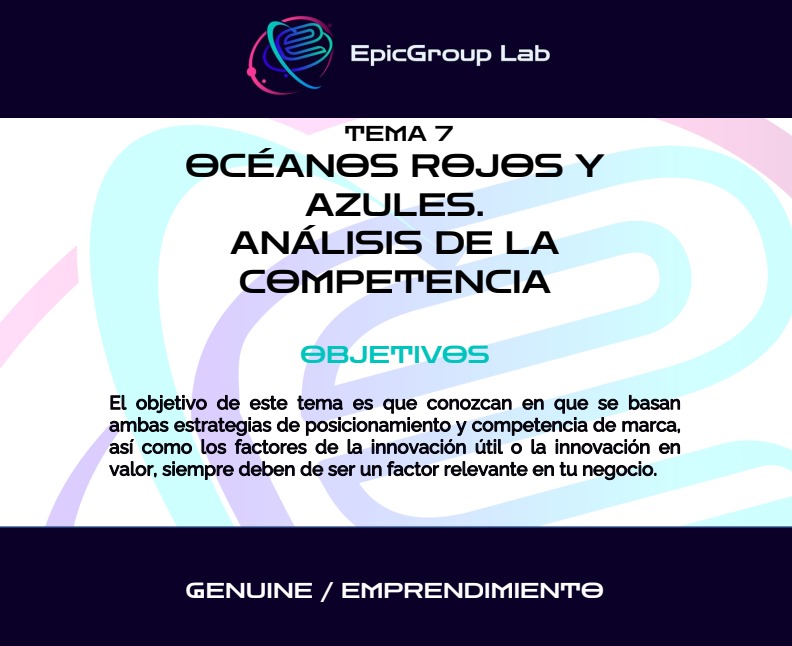 EpicGroup Lab
TEMA 7
OCÉANOS ROJOS Y
AZULES.
ANÁLISIS DE LA
COMPETENCIA
OBJETIVOS
El objetivo de este tema es que conozcan en que se basan
ambas estrategias de posicionamiento y competencia de marca,
así como los factores de la innovación útil o la innovación en
valor, siempre deben de ser un factor relevante en tu negocio.
GENUINE / EMPRENDIMIENTO